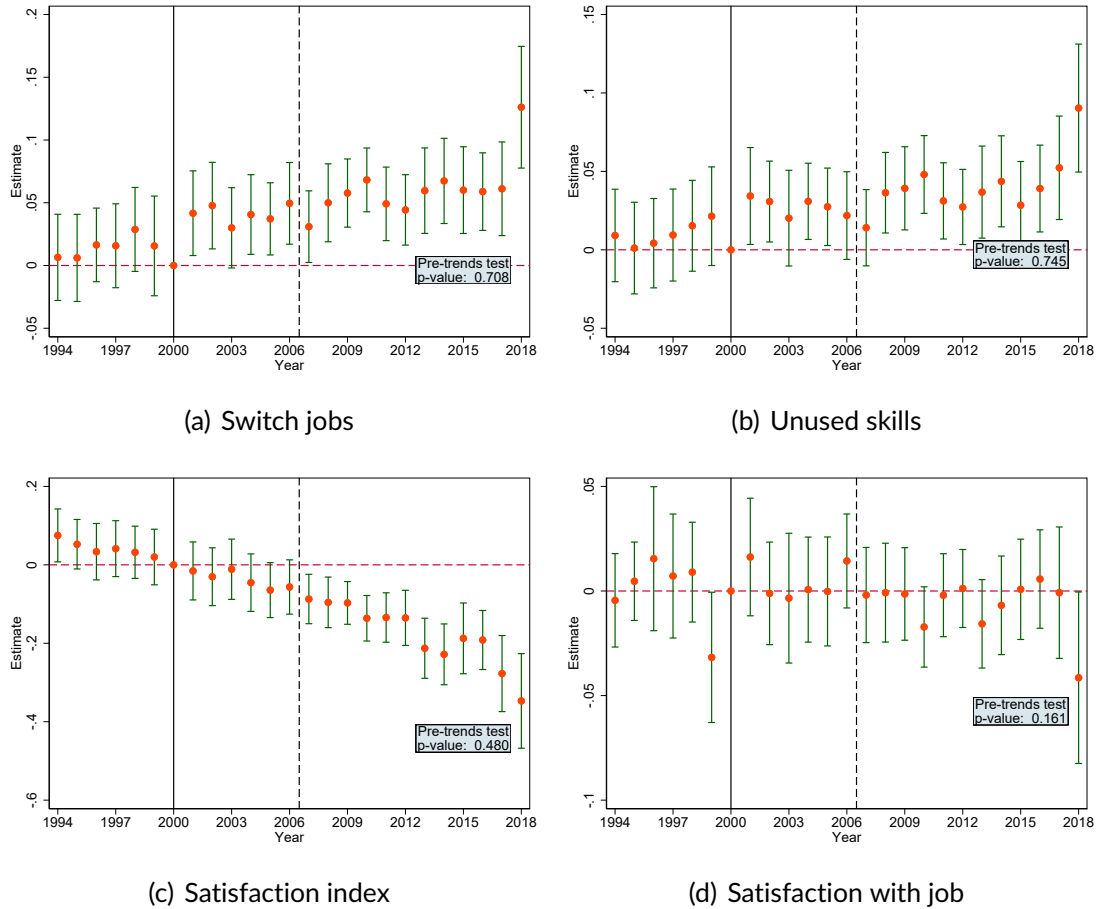 .2
.15
.1
.05
0
-.05
Estimate
1994 1997 2000 2003 2006 2009 2012 2015 2018
Year
Pre-trends test
p-value: 0.708
(a) Switch jobs
.15
.1
.05
0
-.05
Estimate
1994 1997 2000 2003 2006 2009 2012 2015 2018
Year
Pre-trends test
p-value: 0.745
(b) Unused skills
.2
0
-.2
-.4
-.6
Estimate
1994 1997 2000 2003 2006 2009 2012 2015 2018
Year
Pre-trends test
p-value: 0.480
(c) Satisfaction index
.05
0
-.05
-.1
Estimate
1994 1997 2000 2003 2006 2009 2012 2015 2018
Year
Pre-trends test
p-value: 0.161
(d) Satisfaction with job